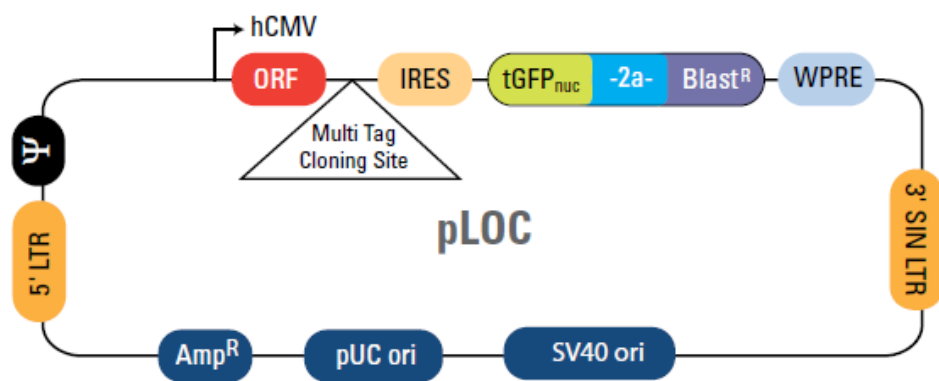 hCMV
ORF
IRES
tGFPnuc
-2a-
BlastR
WPRE
Multi Tag
Cloning Site
Ψ
5' LTR
pLOC
3' SIN LTR
AmpR
pUC ori
SV40 ori